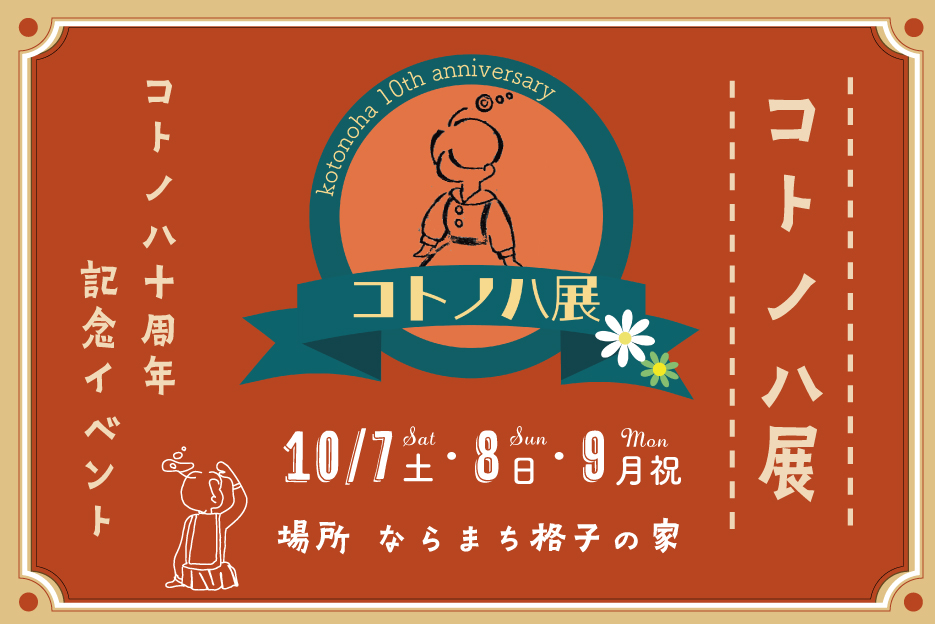 コトノハ展
コトノハ十周年
記念イベント
kotonoha 10th anniversary
コトノハ展
10/7 Sat 土・8 Sun 日・9 Mon 月祝
場所 ならまち格子の家